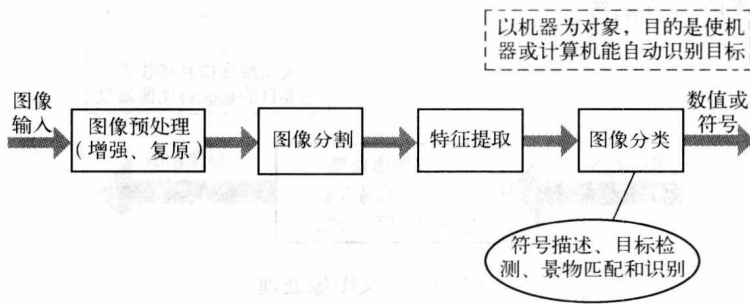 以机器为对象，目的是使机
器或计算机能自动识别目标
图像
输入
图像预处理
（增强、复原）
图像分割
特征提取
图像分类
数值或
符号
符号描述、目标检
测、景物匹配和识别